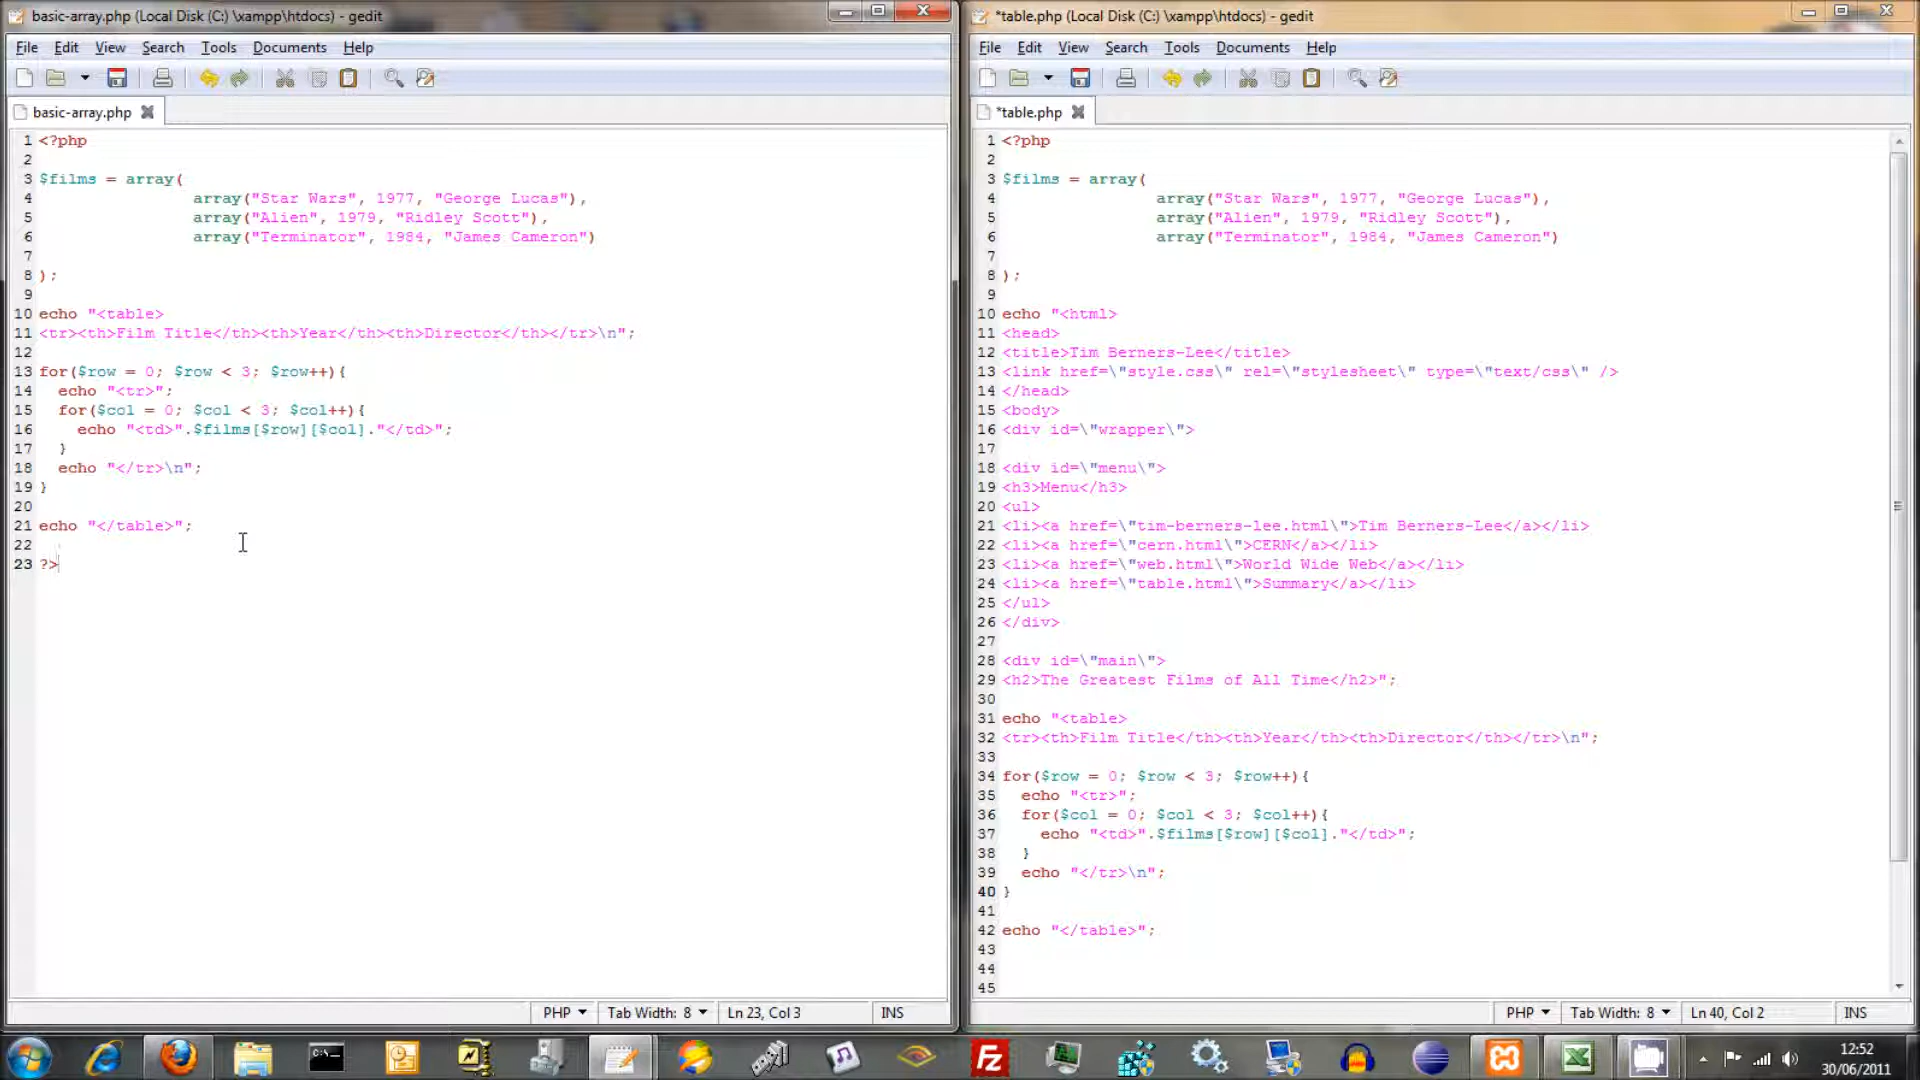 basic-array.php (Local Disk (C:) \xampp\htdocs) - gedit
File Edit View Search Tools Documents Help
basic-array.php
1 <?php
2
3 $films = array(
4 array("Star Wars", 1977, "George Lucas"),
5 array("Alien", 1979, "Ridley Scott"),
6 array("Terminator", 1984, "James Cameron")
7
8 );
9
10 echo "<table>
11 <tr><th>Film Title</th><th>Year</th><th>Director</th></tr>\n";
12
13 for($row = 0; $row < 3; $row++){
14 echo "<tr>";
15 for($col = 0; $col < 3; $col++){
16 echo "<td>".$films[$row][$col]."</td>";
17 }
18 echo "</tr>\n";
19 }
20
21 echo "</table>";
22
23 ?>
PHP Tab Width: 8 Ln 23, Col 3 INS
*table.php (Local Disk (C:) \xampp\htdocs) - gedit
File Edit View Search Tools Documents Help
*table.php
1 <?php
2
3 $films = array(
4 array("Star Wars", 1977, "George Lucas"),
5 array("Alien", 1979, "Ridley Scott"),
6 array("Terminator", 1984, "James Cameron")
7
8 );
9
10 echo "<html>
11 <head>
12 <title>Tim Berners-Lee</title>
13 <link href=\"style.css\" rel=\"stylesheet\" type=\"text/css\" />
14 </head>
15 <body>
16 <div id=\"wrapper\">
17
18 <div id=\"menu\">
19 <h3>Menu</h3>
20 <ul>
21 <li><a href=\"tim-berners-lee.html\">Tim Berners-Lee</a></li>
22 <li><a href=\"cern.html\">CERN</a></li>
23 <li><a href=\"web.html\">World Wide Web</a></li>
24 <li><a href=\"table.html\">Summary</a></li>
25 </ul>
26 </div>
27
28 <div id=\"main\">
29 <h2>The Greatest Films of All Time</h2>";
30
31 echo "<table>
32 <tr><th>Film Title</th><th>Year</th><th>Director</th></tr>\n";
33
34 for($row = 0; $row < 3; $row++){
35 echo "<tr>";
36 for($col = 0; $col < 3; $col++){
37 echo "<td>".$films[$row][$col]."</td>";
38 }
39 echo "</tr>\n";
40 }
41
42 echo "</table>";
43
44
45
PHP Tab Width: 8 Ln 40, Col 2 INS
C:\_
Fz
12:52
30/06/2011